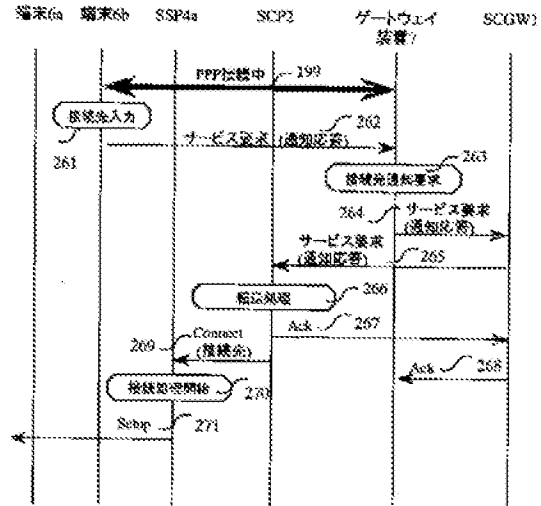 端末6a 端末6b SSP4a SCP2 ゲートウェイ装置7 SCGW1
PPP接続中 199
接続先入力
261
サービス要求 (通知応答) 262
接続先通知要求 263
264 サービス要求
(通知応答)
サービス要求
(通知応答) 265
転送処理 266
Ack 267
269 Connect
(接続先)
Ack 268
接続処理開始 270
Setup 271